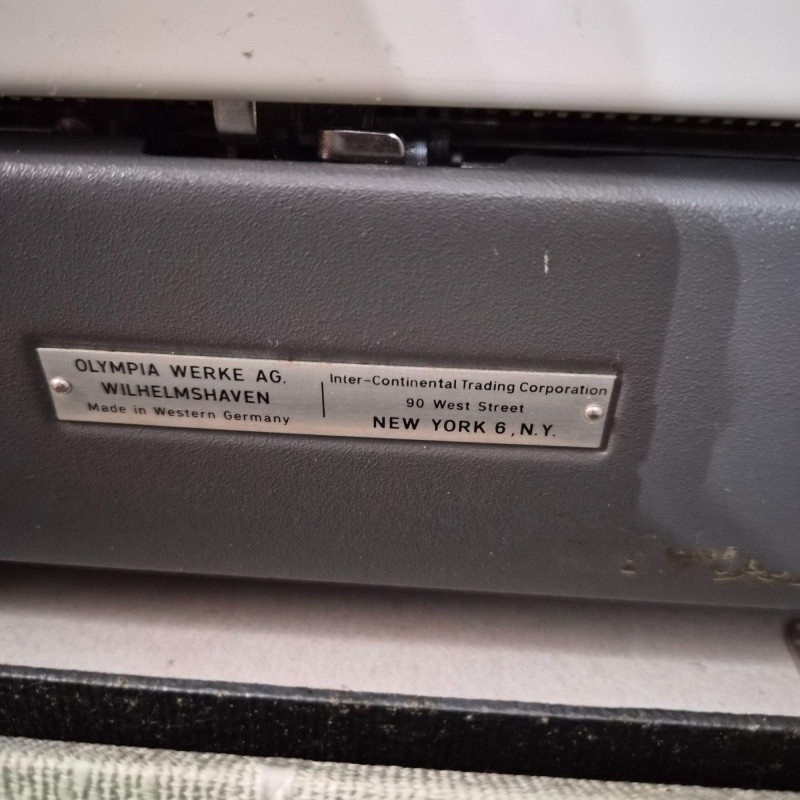 OLYMPIA WERKE AG.
WILHELMSHAVEN
Made in Western Germany
Inter-Continental Trading Corporation
90 West Street
NEW YORK 6, N.Y.